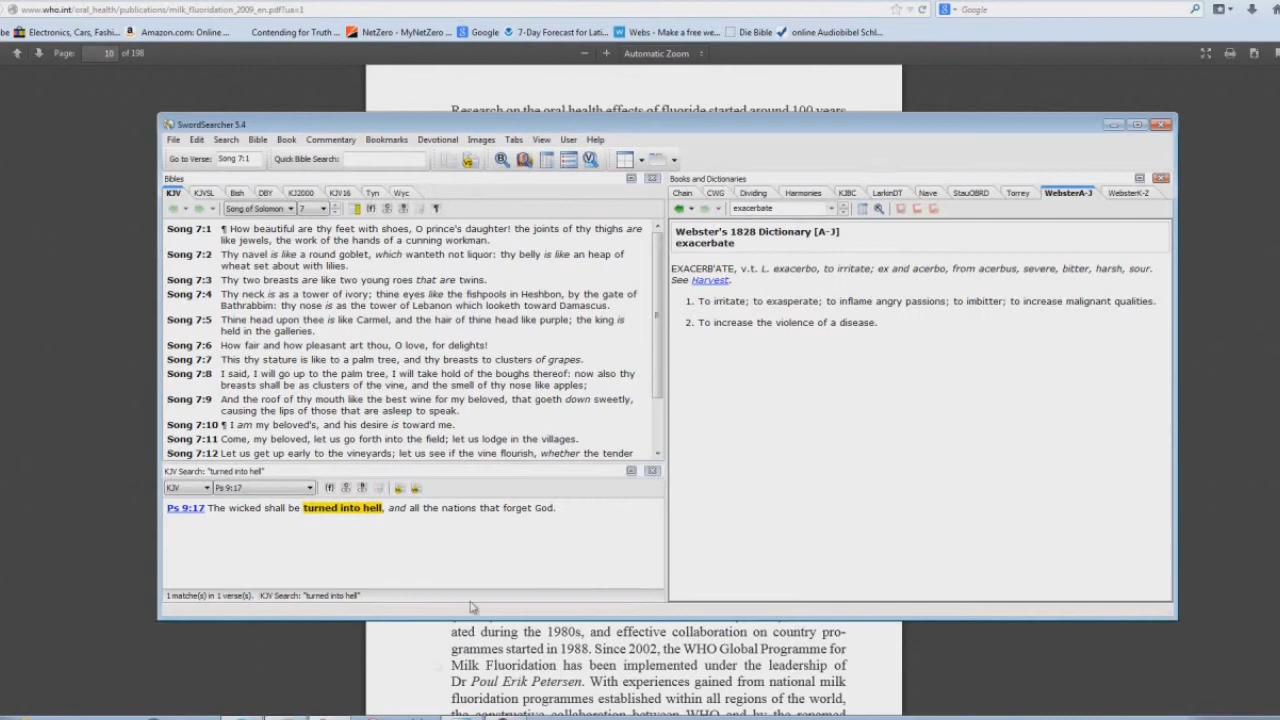 www.who.int/oral_health/publications/milk_fluoridation_2009_en.pdf?ua=1
Google
be Electronics, Cars, Fashi... Amazon.com: Online ... Contending for Truth ... NetZero - MyNetZero ... Google 7-Day Forecast for Lati... Webs - Make a free we... Die Bible online Audiobibel Schl...
Page: 10 of 198
Automatic Zoom
Research on the oral health effects of fluoride started around 100 years
SwordSearcher 5.4
File Edit Search Bible Book Commentary Bookmarks Devotional Images Tabs View User Help
Go to Verse: Song 7:1 Quick Bible Search:
Bibles
KJV KJVSL Bish DBY KJ2000 KJV16 Tyn Wyc
Song of Solomon 7
Song 7:1 ¶ How beautiful are thy feet with shoes, O prince's daughter! the joints of thy thighs are
like jewels, the work of the hands of a cunning workman.
Song 7:2 Thy navel is like a round goblet, which wanteth not liquor: thy belly is like an heap of
wheat set about with lilies.
Song 7:3 Thy two breasts are like two young roes that are twins.
Song 7:4 Thy neck is as a tower of ivory; thine eyes like the fishpools in Heshbon, by the gate of
Bathrabbim: thy nose is as the tower of Lebanon which looketh toward Damascus.
Song 7:5 Thine head upon thee is like Carmel, and the hair of thine head like purple; the king is
held in the galleries.
Song 7:6 How fair and how pleasant art thou, O love, for delights!
Song 7:7 This thy stature is like to a palm tree, and thy breasts to clusters of grapes.
Song 7:8 I said, I will go up to the palm tree, I will take hold of the boughs thereof: now also thy
breasts shall be as clusters of the vine, and the smell of thy nose like apples;
Song 7:9 And the roof of thy mouth like the best wine for my beloved, that goeth down sweetly,
causing the lips of those that are asleep to speak.
Song 7:10 ¶ I am my beloved's, and his desire is toward me.
Song 7:11 Come, my beloved, let us go forth into the field; let us lodge in the villages.
Song 7:12 Let us get up early to the vineyards; let us see if the vine flourish, whether the tender
KJV Search: "turned into hell"
KJV Ps 9:17
Ps 9:17 The wicked shall be turned into hell, and all the nations that forget God.
1 matche(s) in 1 verse(s). KJV Search: "turned into hell"
Books and Dictionaries
Chain CWG Dividing Harmonies KJBC LarkinDT Nave StauOBRD Torrey WebsterA-J WebsterK-Z
exacerbate
Webster's 1828 Dictionary [A-J]
exacerbate
EXACERB'ATE, v.t. L. exacerbo, to irritate; ex and acerbo, from acerbus, severe, bitter, harsh, sour.
See Harvest.
1. To irritate; to exasperate; to inflame angry passions; to imbitter; to increase malignant qualities.
2. To increase the violence of a disease.
ated during the 1980s, and effective collaboration on country pro-
grammes started in 1988. Since 2002, the WHO Global Programme for
Milk Fluoridation has been implemented under the leadership of
Dr Poul Erik Petersen. With experiences gained from national milk
fluoridation programmes established within all regions of the world,
the constructive collaboration between WHO and by the renamed